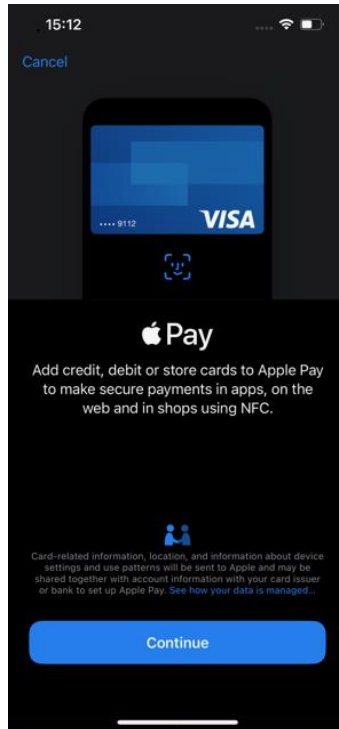 15:12
Cancel
•••• 9112 VISA
Pay
Add credit, debit or store cards to Apple Pay
to make secure payments in apps, on the
web and in shops using NFC.
Card-related information, location, and information about device
settings and use patterns will be sent to Apple and may be
shared together with account information with your card issuer
or bank to set up Apple Pay. See how your data is managed...
Continue